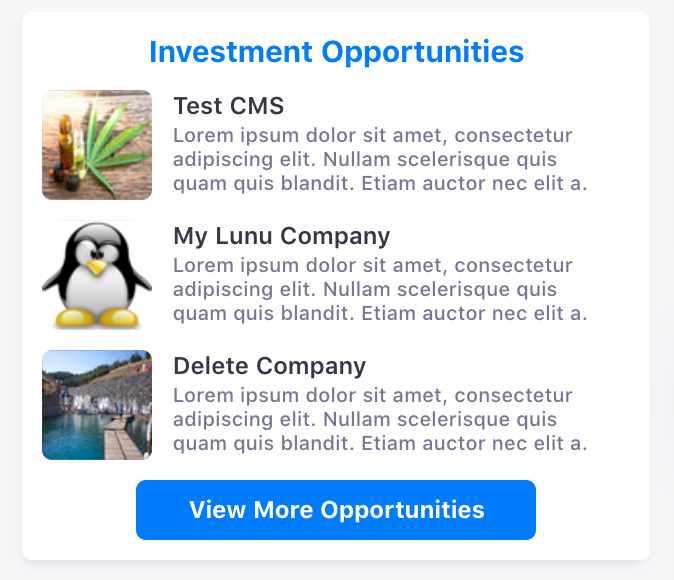 Investment Opportunities
Test CMS
Lorem ipsum dolor sit amet, consectetur
adipiscing elit. Nullam scelerisque quis
quam quis blandit. Etiam auctor nec elit a.
My Lunu Company
Lorem ipsum dolor sit amet, consectetur
adipiscing elit. Nullam scelerisque quis
quam quis blandit. Etiam auctor nec elit a.
Delete Company
Lorem ipsum dolor sit amet, consectetur
adipiscing elit. Nullam scelerisque quis
quam quis blandit. Etiam auctor nec elit a.
View More Opportunities